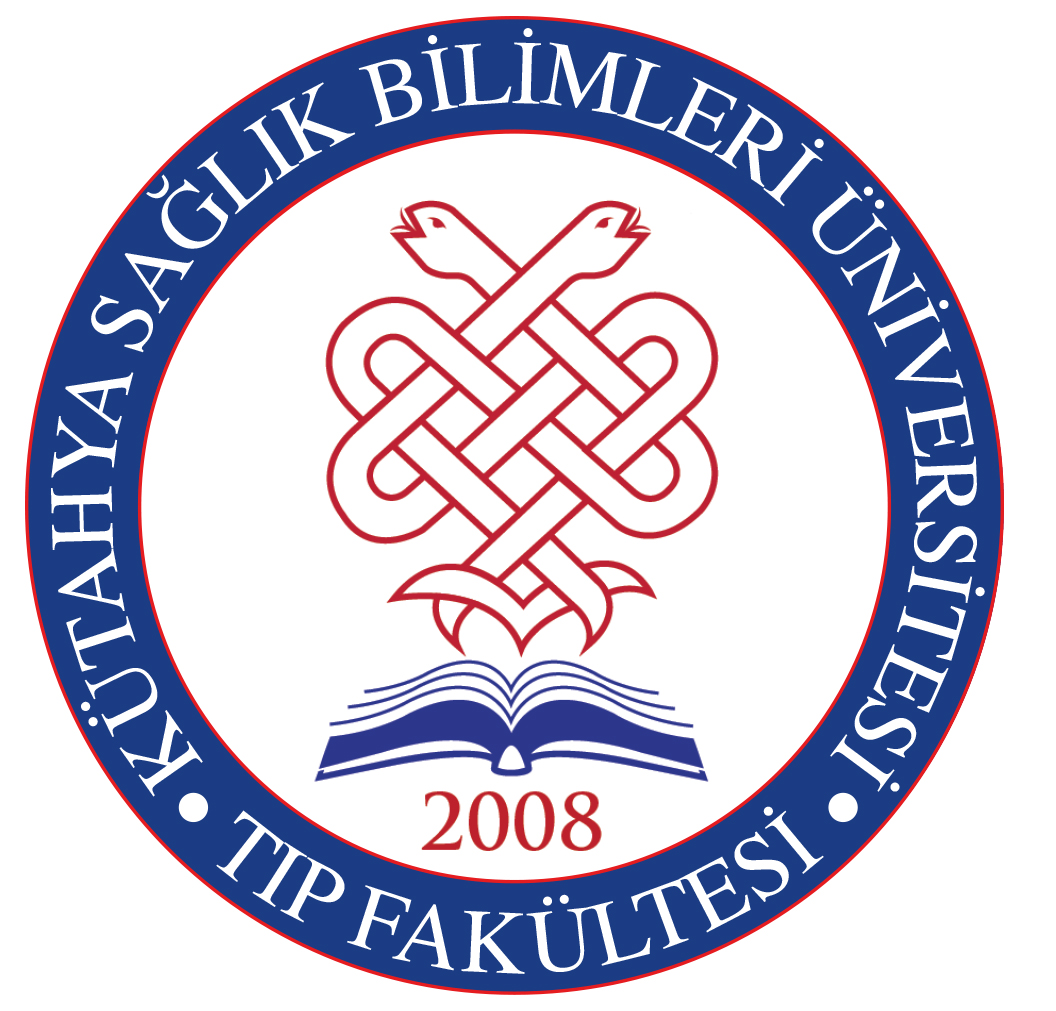 KÜTAHYA SAĞLIK BİLİMLERİ ÜNİVERSİTESİ
2008
TIP FAKÜLTESİ